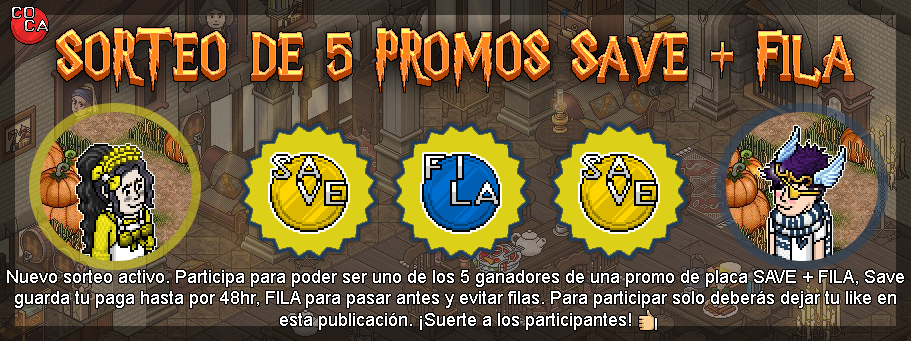 CO
CA
SORTEO DE 5 PROMOS SAVE + FILA
SA
VE
FI
LA
SA
VE
Nuevo sorteo activo. Participa para poder ser uno de los 5 ganadores de una promo de placa SAVE + FILA, Save
guarda tu paga hasta por 48hr, FILA para pasar antes y evitar filas. Para participar solo deberás dejar tu like en
esta publicación. ¡Suerte a los participantes!